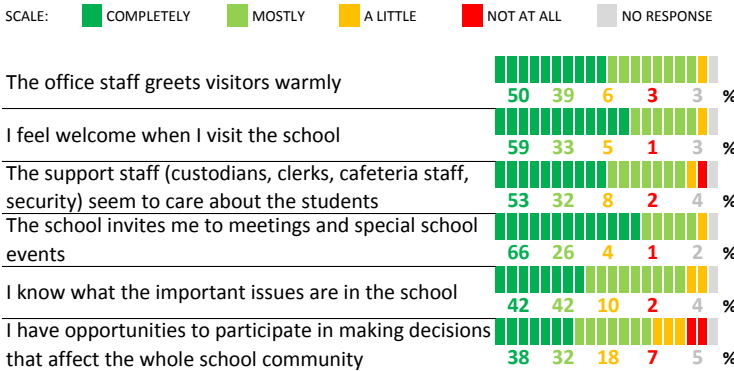 SCALE: COMPLETELY MOSTLY A LITTLE NOT AT ALL NO RESPONSE
The office staff greets visitors warmly
50 39 6 3 3 %
I feel welcome when I visit the school
59 33 5 1 3 %
The support staff (custodians, clerks, cafeteria staff,
security) seem to care about the students
53 32 8 2 4 %
The school invites me to meetings and special school
events
66 26 4 1 2 %
I know what the important issues are in the school
42 42 10 2 4 %
I have opportunities to participate in making decisions
that affect the whole school community
38 32 18 7 5 %